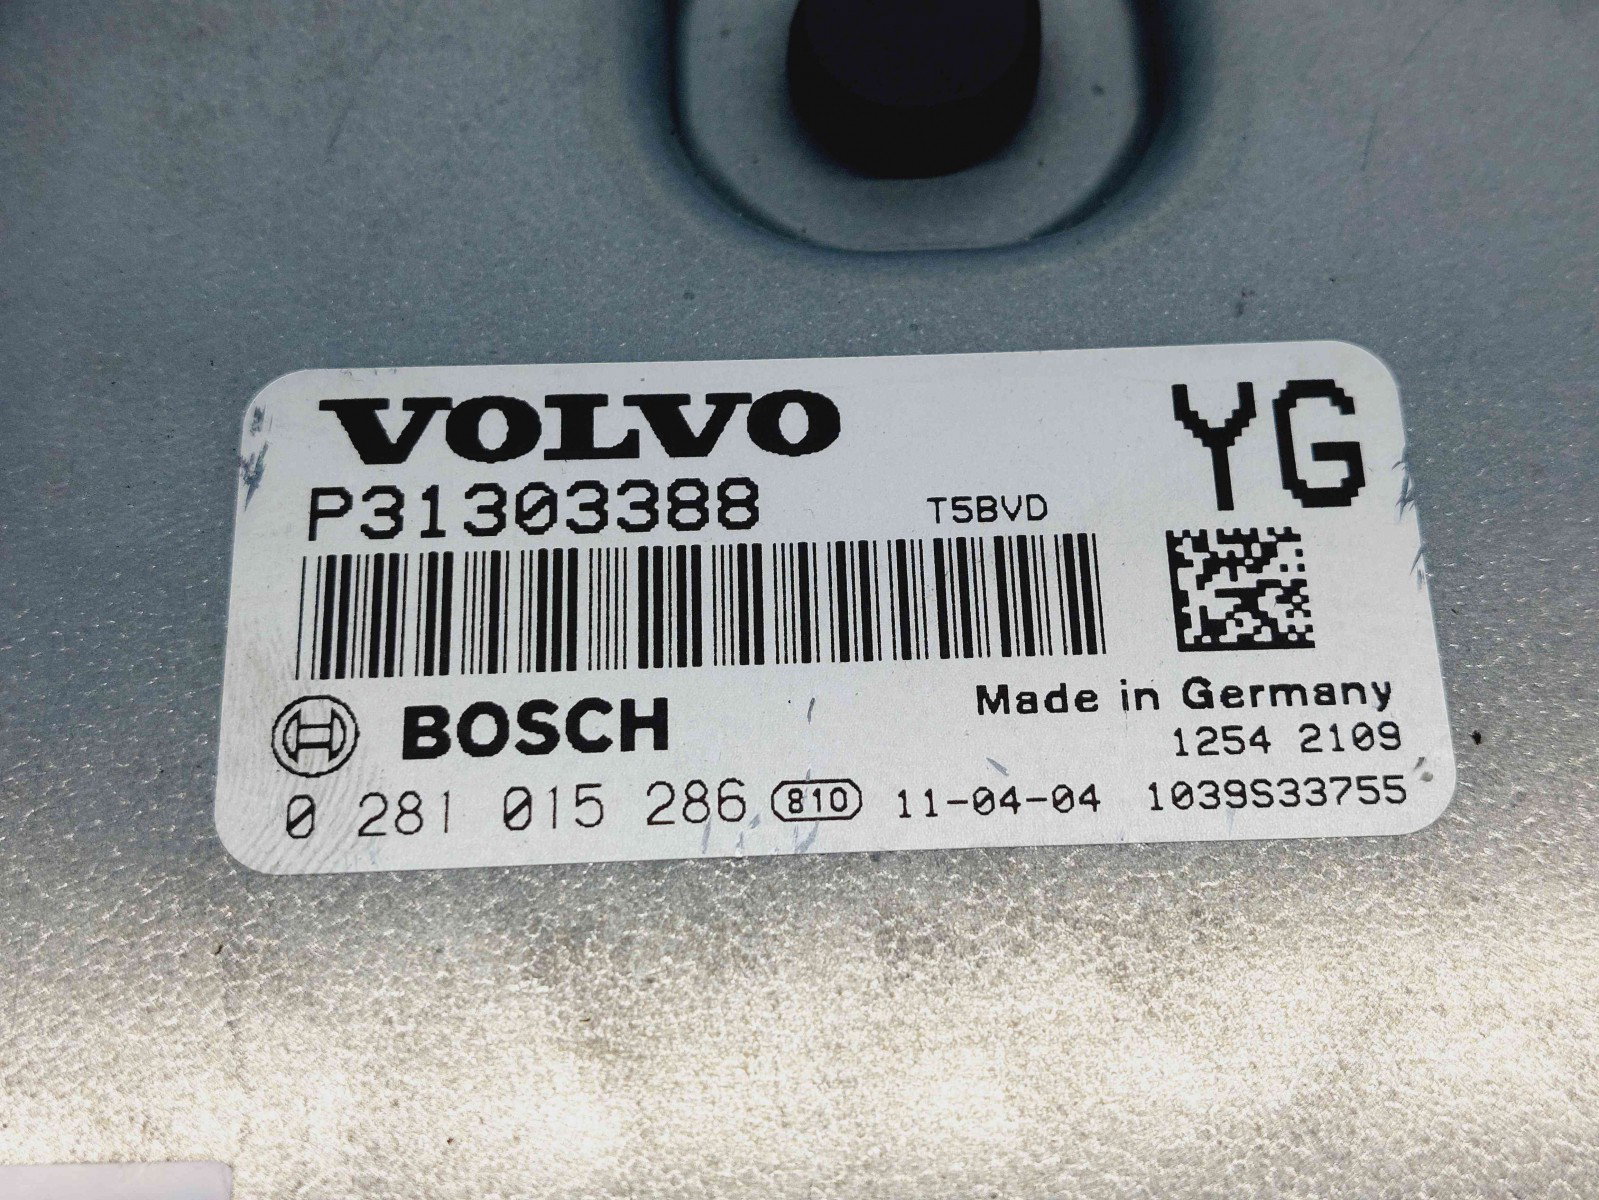 VOLVO
YG
P31303388 T5BVD
BOSCH
Made in Germany
1254 2109
0 281 015 286 810 11-04-04 1039S33755